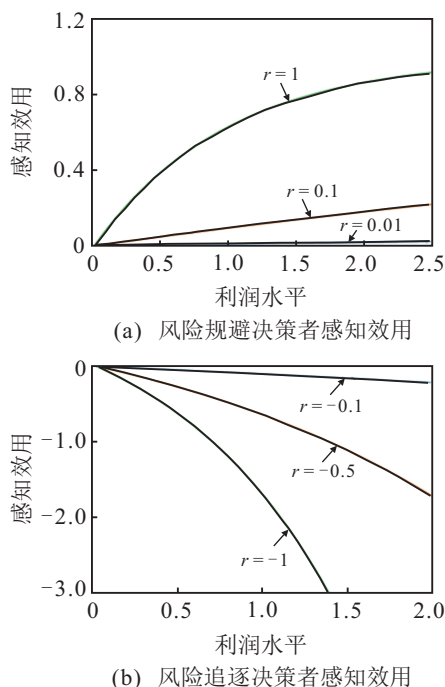 1.2
0.8
0.4
0
感知效用
r=1
r=0.1
r=0.01
0 0.5 1.0 1.5 2.0 2.5
利润水平
(a) 风险规避决策者感知效用
0
−1.0
−2.0
−3.0
感知效用
r=−0.1
r=−0.5
r=−1
0 0.5 1.0 1.5 2.0
利润水平
(b) 风险追逐决策者感知效用